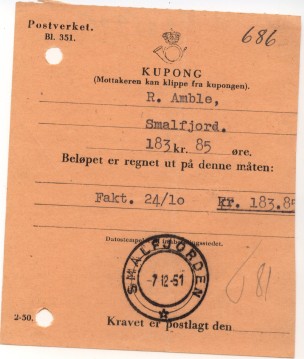 Postverket.
Bl. 351.
686
KUPONG
(Mottakeren kan klippe fra kupongen).
R. Amble,
Smalfjord.
183 kr. 85 øre.
Beløpet er regnet ut på denne måten:
Fakt. 24/10 kr. 183.85
Datostempel
SMALFJORDEN
-7 12-51
81
2-50.
Kravet er postlagt den